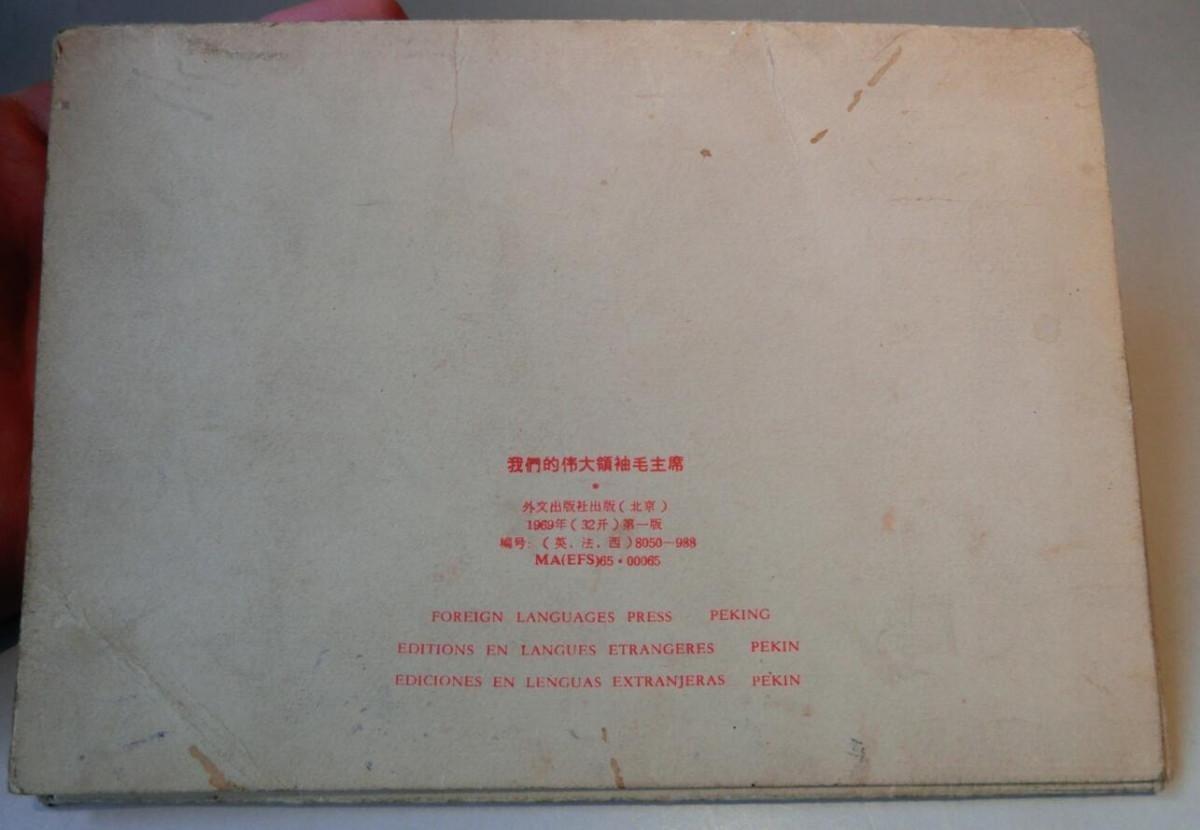 我們的伟大領袖毛主席
*
外文出版社出版（北京）
1969年（32开）第一版
編号：（英、法、西）8050—988
MA(EFS)65·00065
FOREIGN LANGUAGES PRESS PEKING
EDITIONS EN LANGUES ETRANGERES PEKIN
EDICIONES EN LENGUAS EXTRANJERAS PEKIN